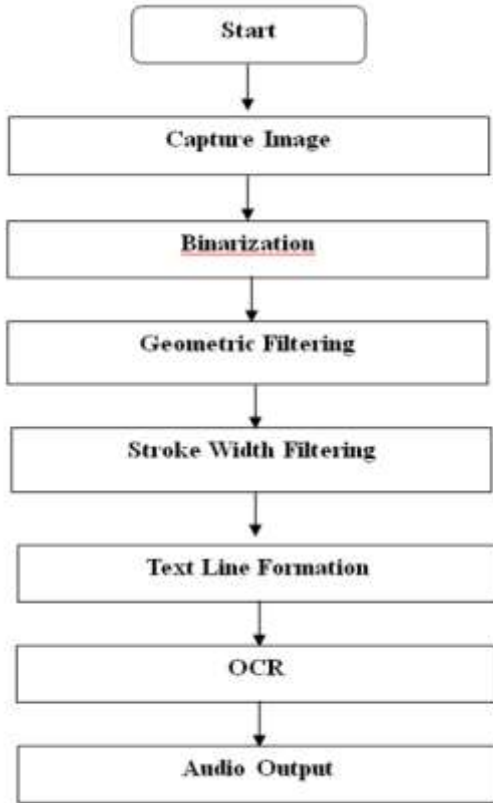 Start
Capture Image
Binarization
Geometric Filtering
Stroke Width Filtering
Text Line Formation
OCR
Audio Output